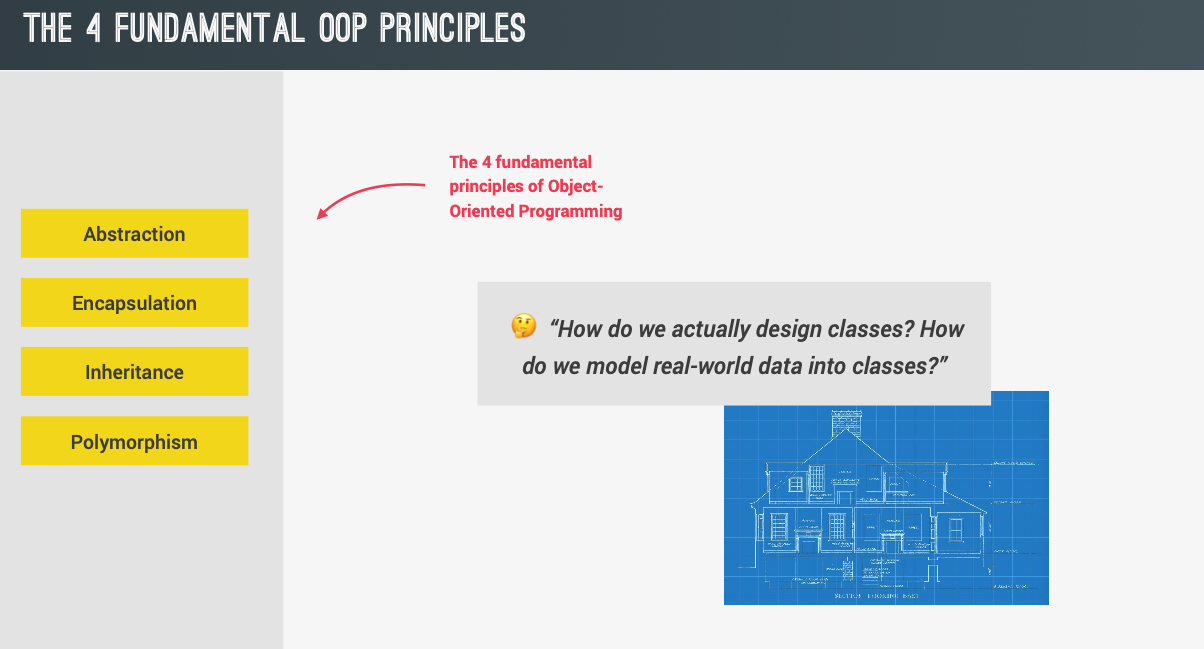 THE 4 FUNDAMENTAL OOP PRINCIPLES
The 4 fundamental
principles of Object-
Oriented Programming
Abstraction
Encapsulation
Inheritance
Polymorphism
🤔 “How do we actually design classes? How
do we model real-world data into classes?”
SECTION LOOKING EAST